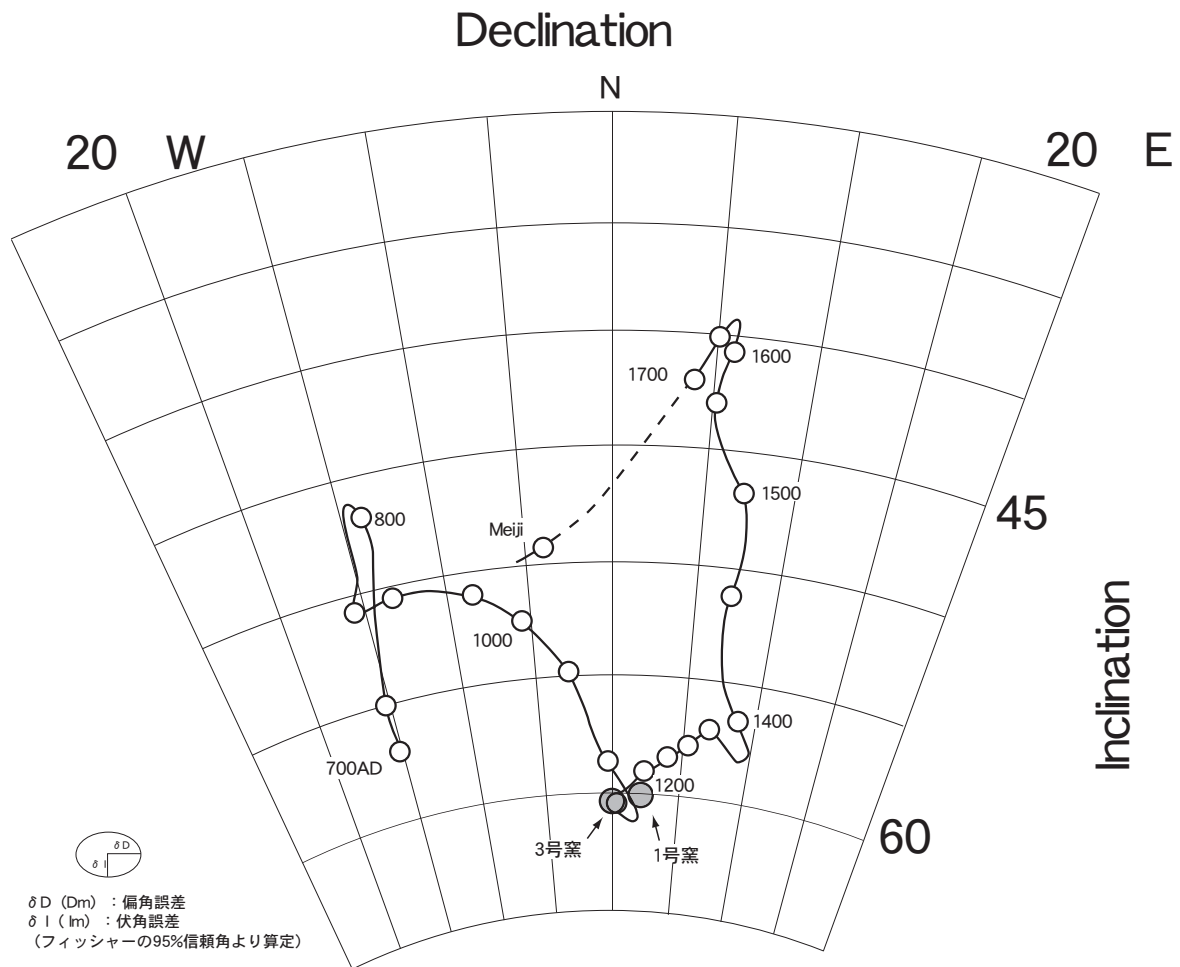 Declination
N
20 W
20 E
1600
1700
1500
45
800
Meiji
1000
Inclination
1400
700AD
1200
60
3号窯
1号窯
δD
δI
δD (Dm) ：偏角誤差
δI (Im) ：伏角誤差
（フィッシャーの95%信頼角より算定）